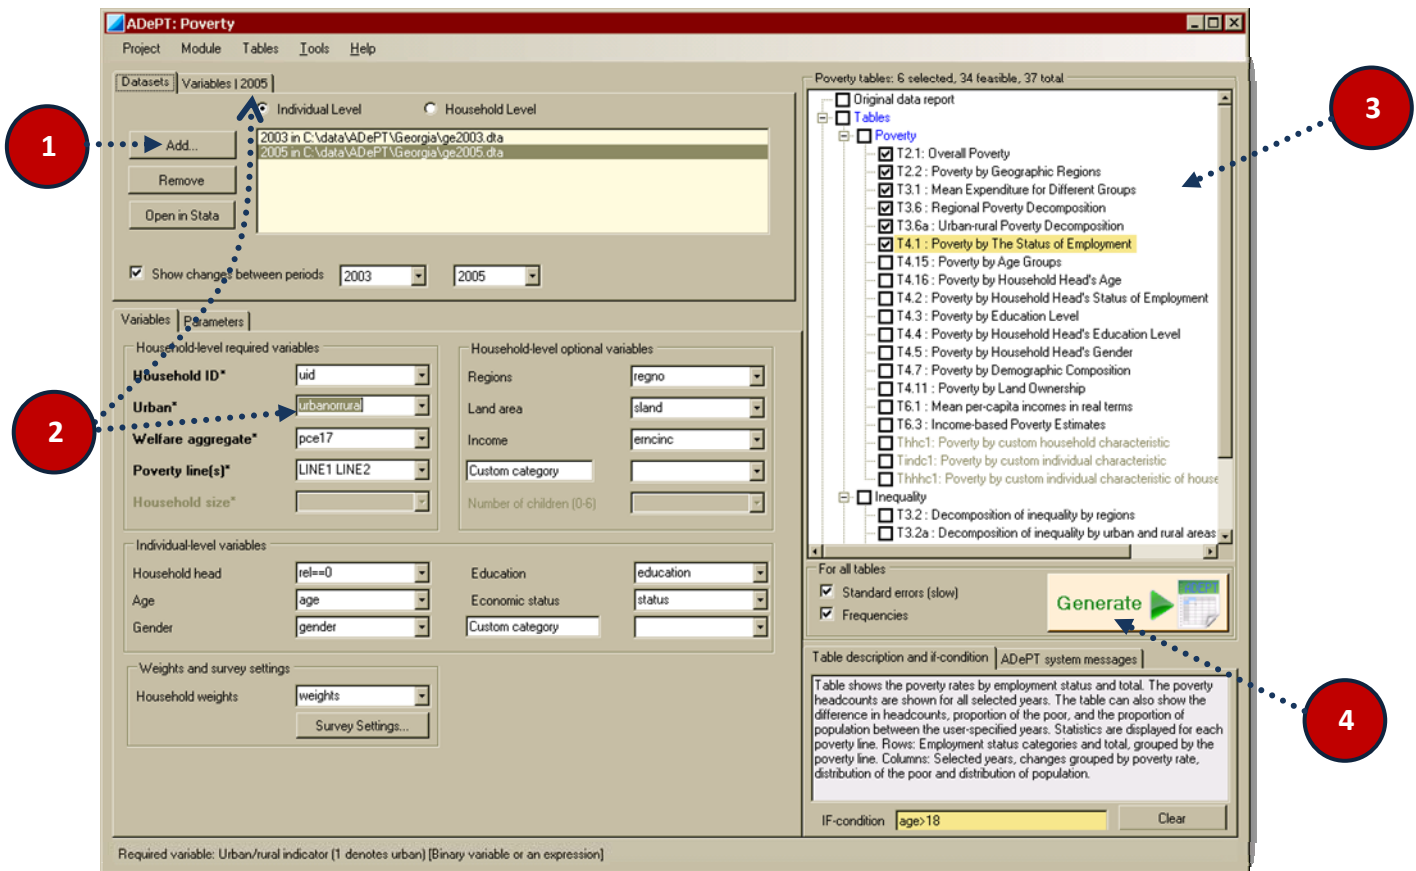 ADePT: Poverty
Project Module Tables Tools Help
Datasets Variables | 2005
Individual Level Household Level
1
Add...
2003 in C:\data\ADePT\Georgia\ge2003.dta
2005 in C:\data\ADePT\Georgia\ge2005.dta
Remove
Open in Stata
Show changes between periods 2003 2005
Variables Parameters
Household-level required variables
Household ID* uid
2
Urban* urbanorrural
Welfare aggregate* pce17
Poverty line(s)* LINE1 LINE2
Household size*
Household-level optional variables
Regions regno
Land area sland
Income erncinc
Custom category
Number of children (0-6)
Individual-level variables
Household head rel==0
Age age
Gender gender
Education education
Economic status status
Custom category
Weights and survey settings
Household weights weights
Survey Settings...
Poverty tables: 6 selected, 34 feasible, 37 total
3
Original data report
Tables
Poverty
T2.1: Overall Poverty
T2.2 : Poverty by Geographic Regions
T3.1 : Mean Expenditure for Different Groups
T3.6 : Regional Poverty Decomposition
T3.6a : Urban-rural Poverty Decomposition
T4.1 : Poverty by The Status of Employment
T4.15 : Poverty by Age Groups
T4.16 : Poverty by Household Head's Age
T4.2 : Poverty by Household Head's Status of Employment
T4.3 : Poverty by Education Level
T4.4 : Poverty by Household Head's Education Level
T4.5 : Poverty by Household Head's Gender
T4.7 : Poverty by Demographic Composition
T4.11 : Poverty by Land Ownership
T6.1 : Mean per-capita incomes in real terms
T6.3 : Income-based Poverty Estimates
Thhc1: Poverty by custom household characteristic
Tindc1: Poverty by custom individual characteristic
Thhhc1: Poverty by custom individual characteristic of house
Inequality
T3.2 : Decomposition of inequality by regions
T3.2a : Decomposition of inequality by urban and rural areas
For all tables
Standard errors (slow)
Frequencies
Generate
ADEPT
4
Table description and if-condition ADePT system messages
Table shows the poverty rates by employment status and total. The poverty
headcounts are shown for all selected years. The table can also show the
difference in headcounts, proportion of the poor, and the proportion of
population between the user-specified years. Statistics are displayed for each
poverty line. Rows: Employment status categories and total, grouped by the
poverty line. Columns: Selected years, changes grouped by poverty rate,
distribution of the poor and distribution of population.
IF-condition age>18 Clear
Required variable: Urban/rural indicator (1 denotes urban) [Binary variable or an expression]